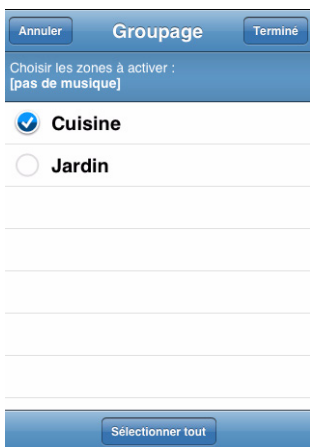 Annuler Groupage Terminé
Choisir les zones à activer :
[pas de musique]
Cuisine
Jardin
Sélectionner tout